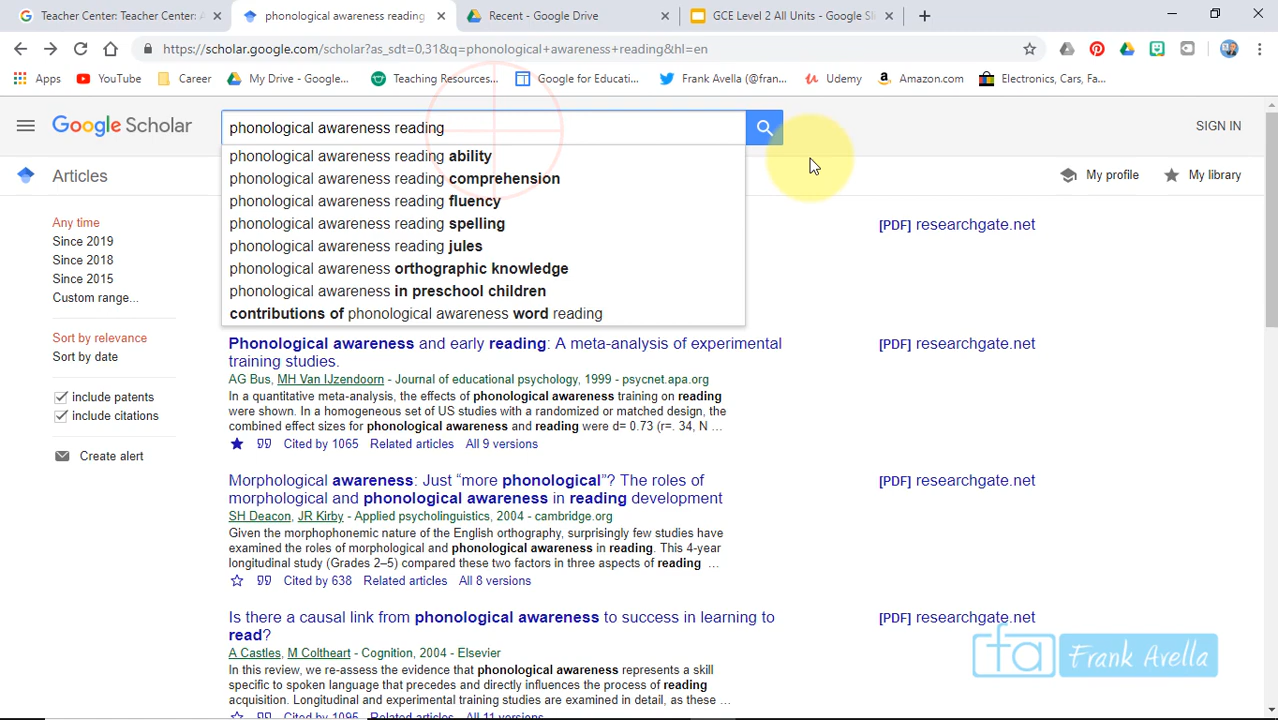 Teacher Center: Teacher Center: A
phonological awareness reading
Recent - Google Drive
GCE Level 2 All Units - Google Sl
https://scholar.google.com/scholar?as_sdt=0,31&q=phonological+awareness+reading&hl=en
Apps
YouTube
Career
My Drive - Google...
Teaching Resources...
Google for Educati...
Frank Avella (@fran...
Udemy
Amazon.com
Electronics, Cars, Fa...
Google Scholar
phonological awareness reading
SIGN IN
phonological awareness reading ability
phonological awareness reading comprehension
phonological awareness reading fluency
phonological awareness reading spelling
phonological awareness reading jules
phonological awareness orthographic knowledge
phonological awareness in preschool children
contributions of phonological awareness word reading
Articles
My profile
My library
Any time
Since 2019
Since 2018
Since 2015
Custom range...
Sort by relevance
Sort by date
include patents
include citations
Create alert
[PDF] researchgate.net
Phonological awareness and early reading: A meta-analysis of experimental
training studies.
AG Bus, MH Van IJzendoorn - Journal of educational psychology, 1999 - psycnet.apa.org
In a quantitative meta-analysis, the effects of phonological awareness training on reading
were shown. In a homogeneous set of US studies with a randomized or matched design, the
combined effect sizes for phonological awareness and reading were d= 0.73 (r=. 34, N ...
Cited by 1065 Related articles All 9 versions
[PDF] researchgate.net
Morphological awareness: Just “more phonological”? The roles of
morphological and phonological awareness in reading development
SH Deacon, JR Kirby - Applied psycholinguistics, 2004 - cambridge.org
Given the morphophonemic nature of the English orthography, surprisingly few studies have
examined the roles of morphological and phonological awareness in reading. This 4-year
longitudinal study (Grades 2–5) compared these two factors in three aspects of reading ...
Cited by 638 Related articles All 8 versions
[PDF] researchgate.net
Is there a causal link from phonological awareness to success in learning to
read?
A Castles, M Coltheart - Cognition, 2004 - Elsevier
In this review, we re-assess the evidence that phonological awareness represents a skill
specific to spoken language that precedes and directly influences the process of reading
acquisition. Longitudinal and experimental training studies are examined in detail, as these ...
Cited by 1095 Related articles All 11 versions
[PDF] researchgate.net
fa Frank Avella